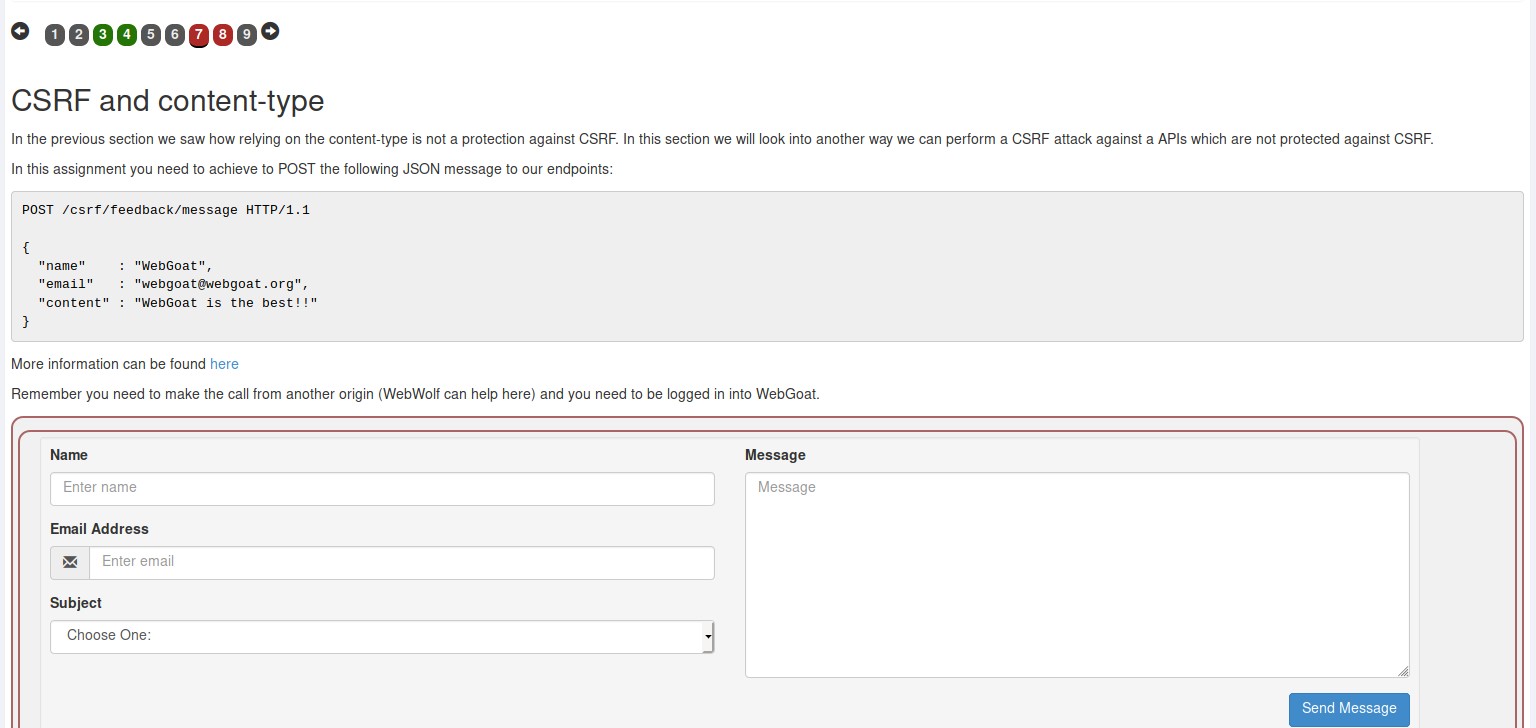 1 2 3 4 5 6 7 8 9
CSRF and content-type
In the previous section we saw how relying on the content-type is not a protection against CSRF. In this section we will look into another way we can perform a CSRF attack against a APIs which are not protected against CSRF.
In this assignment you need to achieve to POST the following JSON message to our endpoints:
POST /csrf/feedback/message HTTP/1.1
{
"name"    : "WebGoat",
"email"   : "webgoat@webgoat.org",
"content" : "WebGoat is the best!!"
}
More information can be found here
Remember you need to make the call from another origin (WebWolf can help here) and you need to be logged in into WebGoat.
Name
Enter name
Email Address
Enter email
Subject
Choose One:
Message
Message
Send Message